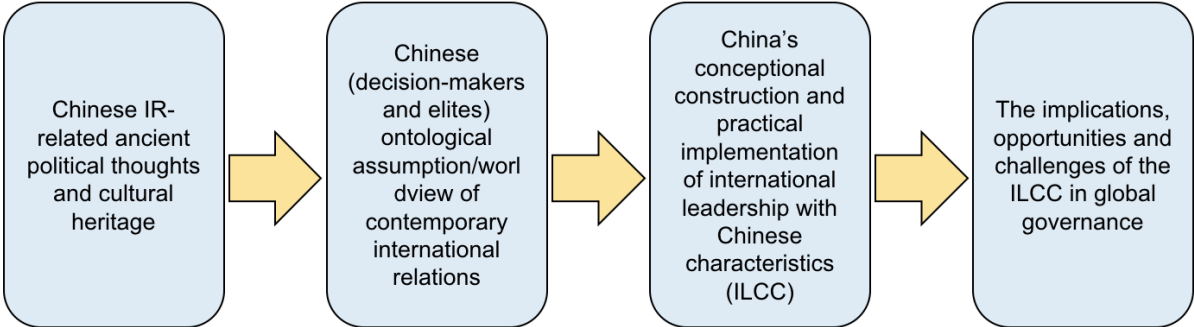 Chinese IR-
related ancient
political thoughts
and cultural
heritage
Chinese
(decision-makers
and elites)
ontological
assumption/worl
dview of
contemporary
international
relations
China's
conceptional
construction and
practical
implementation
of international
leadership with
Chinese
characteristics
(ILCC)
The implications,
opportunities and
challenges of the
ILCC in global
governance